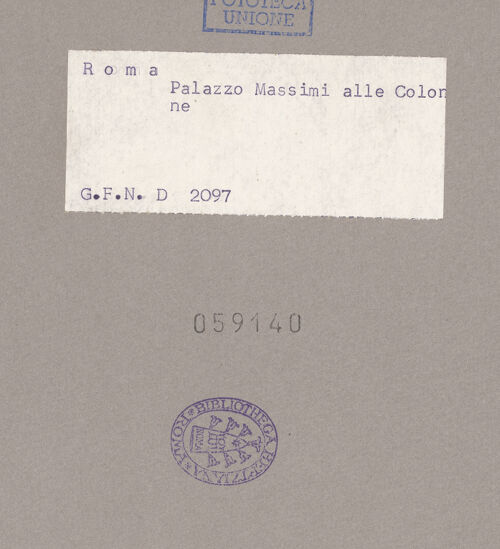 FOTOTECA
UNIONE
R o m a
Palazzo Massimi alle Colon
ne
G.F.N. D 2097
059140
BIBLIOTHECA HERTZIANA ROMA